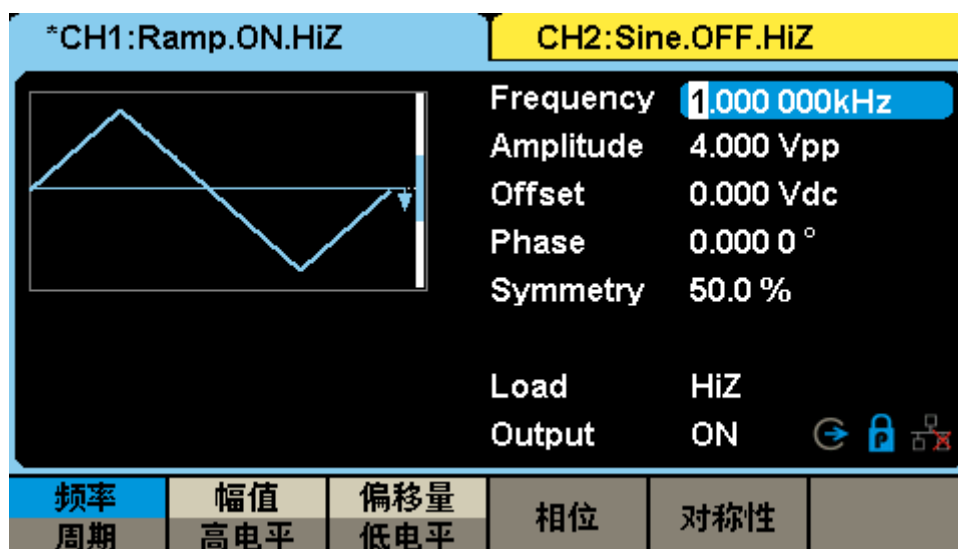 *CH1:Ramp.ON.HiZ
CH2:Sine.OFF.HiZ
Frequency 1.000 000kHz
Amplitude 4.000 Vpp
Offset 0.000 Vdc
Phase 0.000 0 °
Symmetry 50.0 %
Load HiZ
Output ON
频率 幅值 偏移量 相位 对称性
周期 高电平 低电平